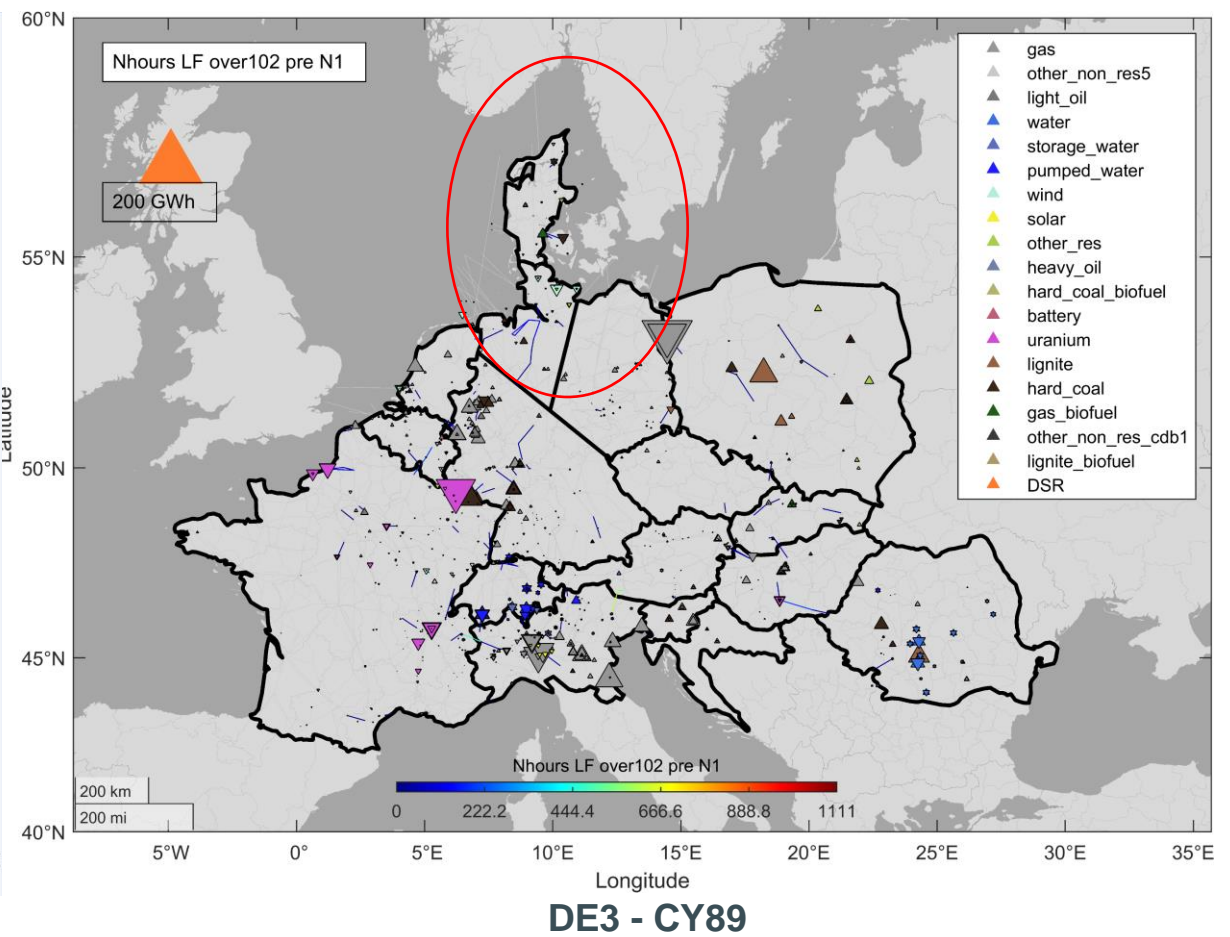 60°N
55°N
50°N
45°N
40°N
Latitude
Nhours LF over102 pre N1
200 GWh
gas
other_non_res5
light_oil
water
storage_water
pumped_water
wind
solar
other_res
heavy_oil
hard_coal_biofuel
battery
uranium
lignite
hard_coal
gas_biofuel
other_non_res_cdb1
lignite_biofuel
DSR
Nhours LF over102 pre N1
0 222.2 444.4 666.6 888.8 1111
200 km
200 mi
5°W 0 5°E 10°E 15°E 20°E 25°E 30°E 35°E
Longitude
DE3 - CY89